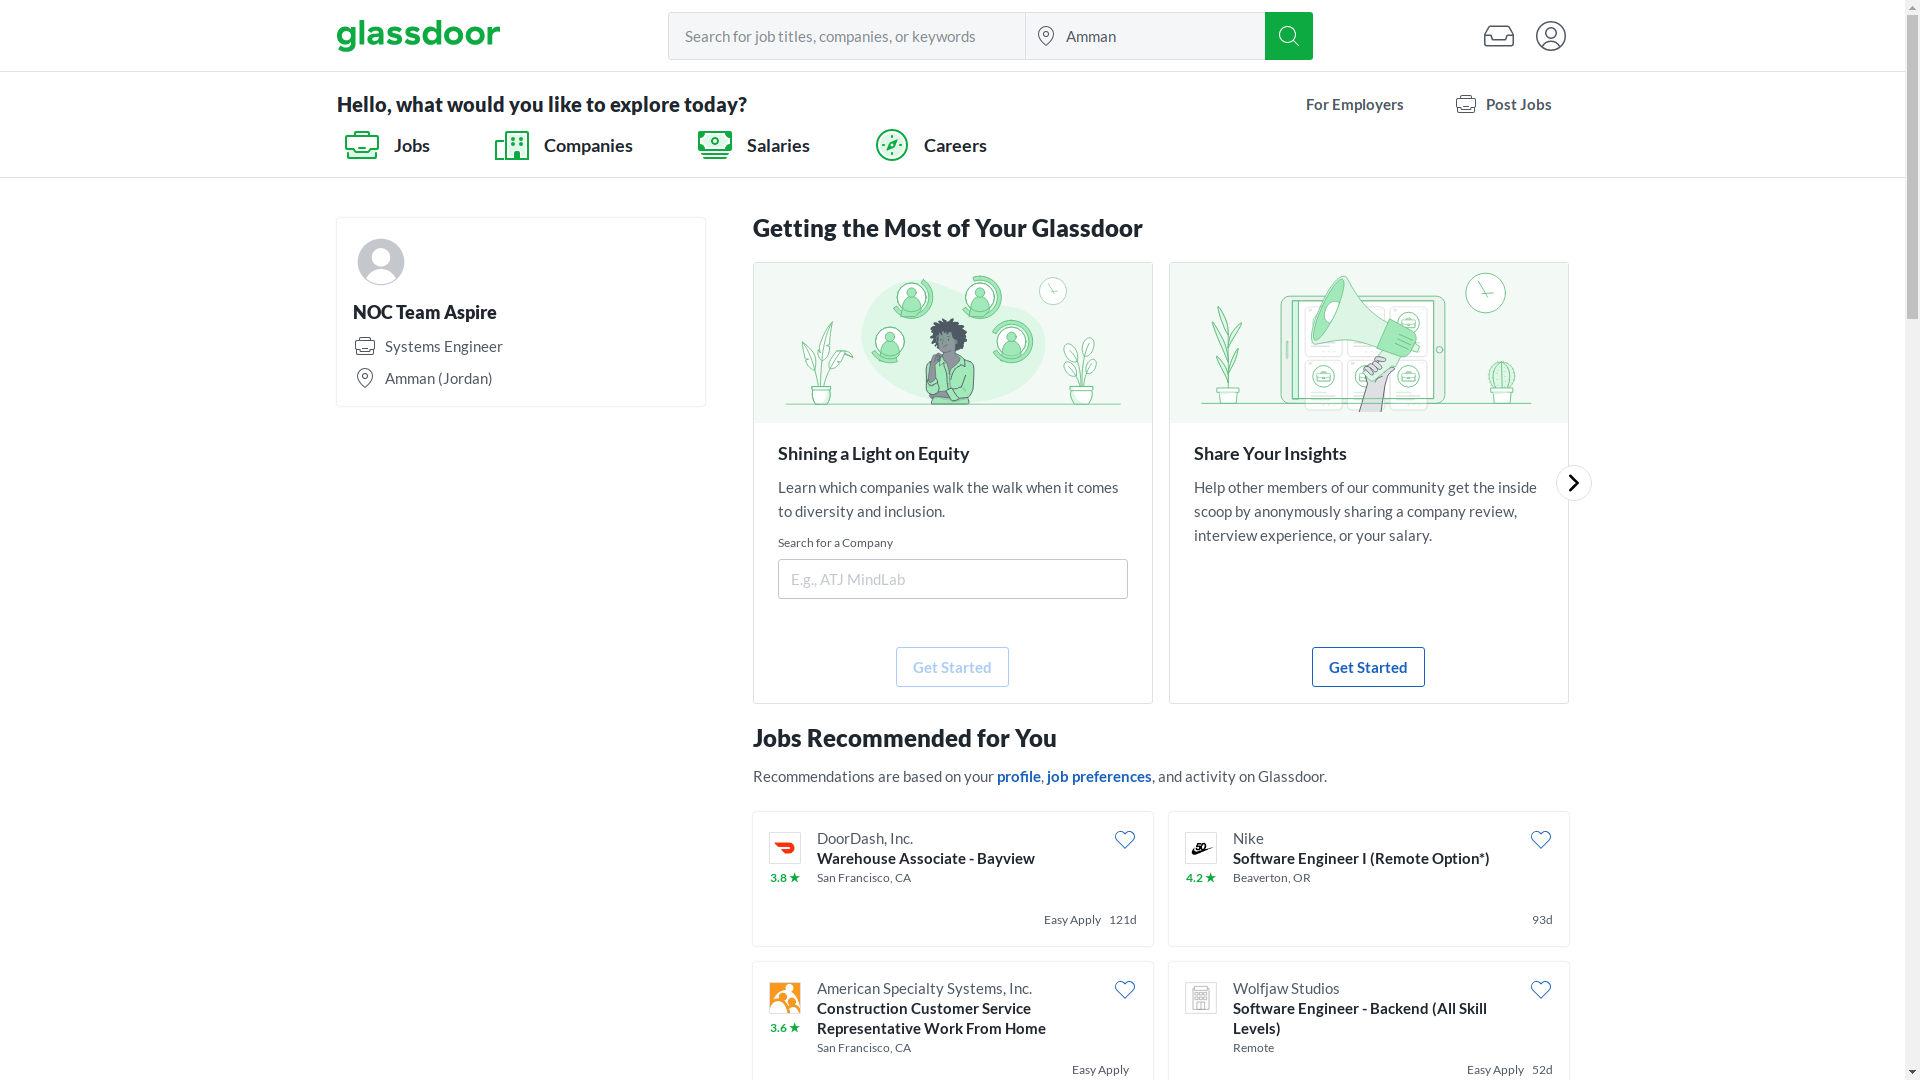 glassdoor
Search for job titles, companies, or keywords
Amman
Hello, what would you like to explore today?
For Employers
Post Jobs
Jobs
Companies
Salaries
Careers
NOC Team Aspire
Systems Engineer
Amman (Jordan)
Getting the Most of Your Glassdoor
Shining a Light on Equity
Learn which companies walk the walk when it comes
to diversity and inclusion.
Search for a Company
E.g., ATJ MindLab
Get Started
Share Your Insights
Help other members of our community get the inside
scoop by anonymously sharing a company review,
interview experience, or your salary.
Get Started
Jobs Recommended for You
Recommendations are based on your profile, job preferences, and activity on Glassdoor.
DoorDash, Inc.
Warehouse Associate - Bayview
3.8 ★
San Francisco, CA
Easy Apply 121d
Nike
50
Software Engineer I (Remote Option*)
4.2 ★
Beaverton, OR
93d
American Specialty Systems, Inc.
Construction Customer Service
Representative Work From Home
3.6 ★
San Francisco, CA
Easy Apply
Wolfjaw Studios
Software Engineer - Backend (All Skill
Levels)
Remote
Easy Apply 52d